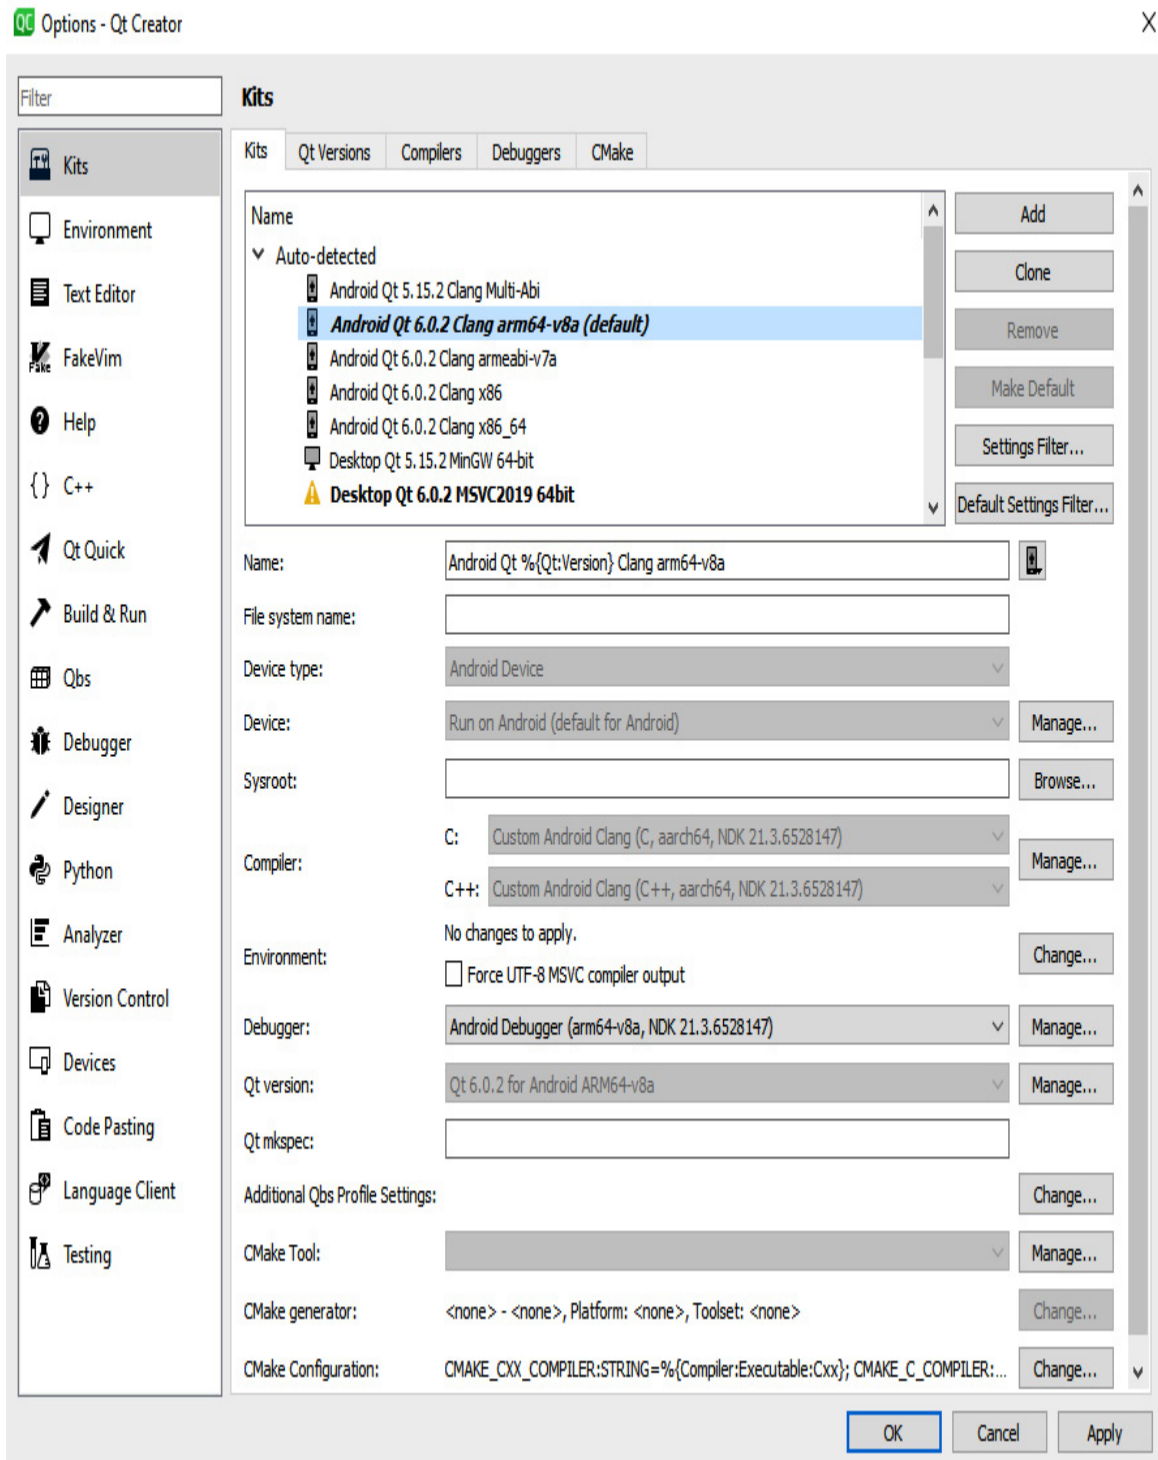 QC Options - Qt Creator X
Filter
Kits
Environment
Text Editor
Fake FakeVim
Help
{} C++
Qt Quick
Build & Run
Qbs
Debugger
Designer
Python
Analyzer
Version Control
Devices
Code Pasting
Language Client
Testing
Kits
Kits Qt Versions Compilers Debuggers CMake
Name
Auto-detected
Android Qt 5.15.2 Clang Multi-Abi
Android Qt 6.0.2 Clang arm64-v8a (default)
Android Qt 6.0.2 Clang armeabi-v7a
Android Qt 6.0.2 Clang x86
Android Qt 6.0.2 Clang x86_64
Desktop Qt 5.15.2 MinGW 64-bit
Desktop Qt 6.0.2 MSVC2019 64bit
Add
Clone
Remove
Make Default
Settings Filter...
Default Settings Filter...
Name: Android Qt %{Qt:Version} Clang arm64-v8a
File system name:
Device type: Android Device
Device: Run on Android (default for Android) Manage...
Sysroot: Browse...
Compiler: C: Custom Android Clang (C, aarch64, NDK 21.3.6528147) Manage...
C++: Custom Android Clang (C++, aarch64, NDK 21.3.6528147)
Environment: No changes to apply. Change...
Force UTF-8 MSVC compiler output
Debugger: Android Debugger (arm64-v8a, NDK 21.3.6528147) Manage...
Qt version: Qt 6.0.2 for Android ARM64-v8a Manage...
Qt mkspec:
Additional Qbs Profile Settings: Change...
CMake Tool: Manage...
CMake generator: <none> - <none>, Platform: <none>, Toolset: <none> Change...
CMake Configuration: CMAKE_CXX_COMPILER:STRING=%{Compiler:Executable:Cxx}; CMAKE_C_COMPILER:... Change...
OK Cancel Apply